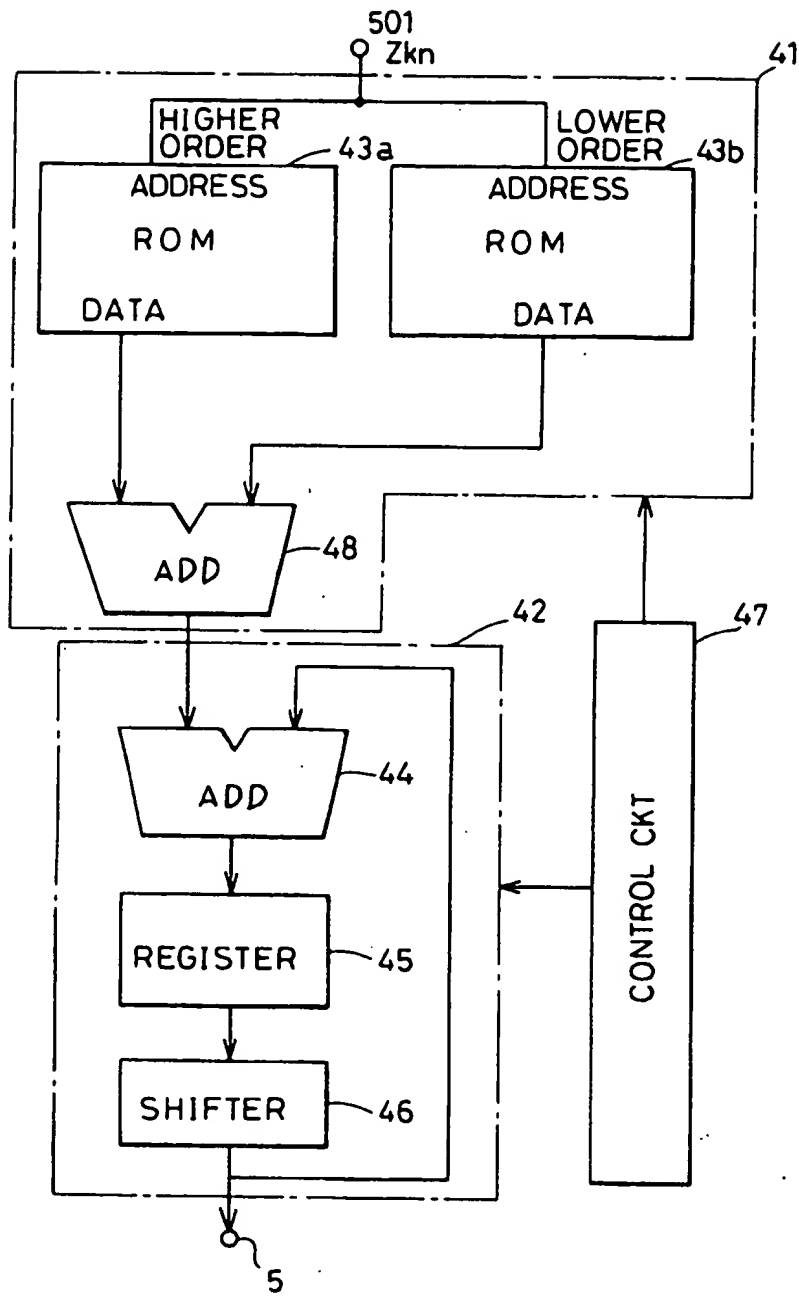 501
Zkn
41
HIGHER
ORDER
LOWER
ORDER
43a
43b
ADDRESS
ROM
DATA
ADDRESS
ROM
DATA
ADD
48
42
47
ADD
44
REGISTER
45
CONTROL CKT
SHIFTER
46
5